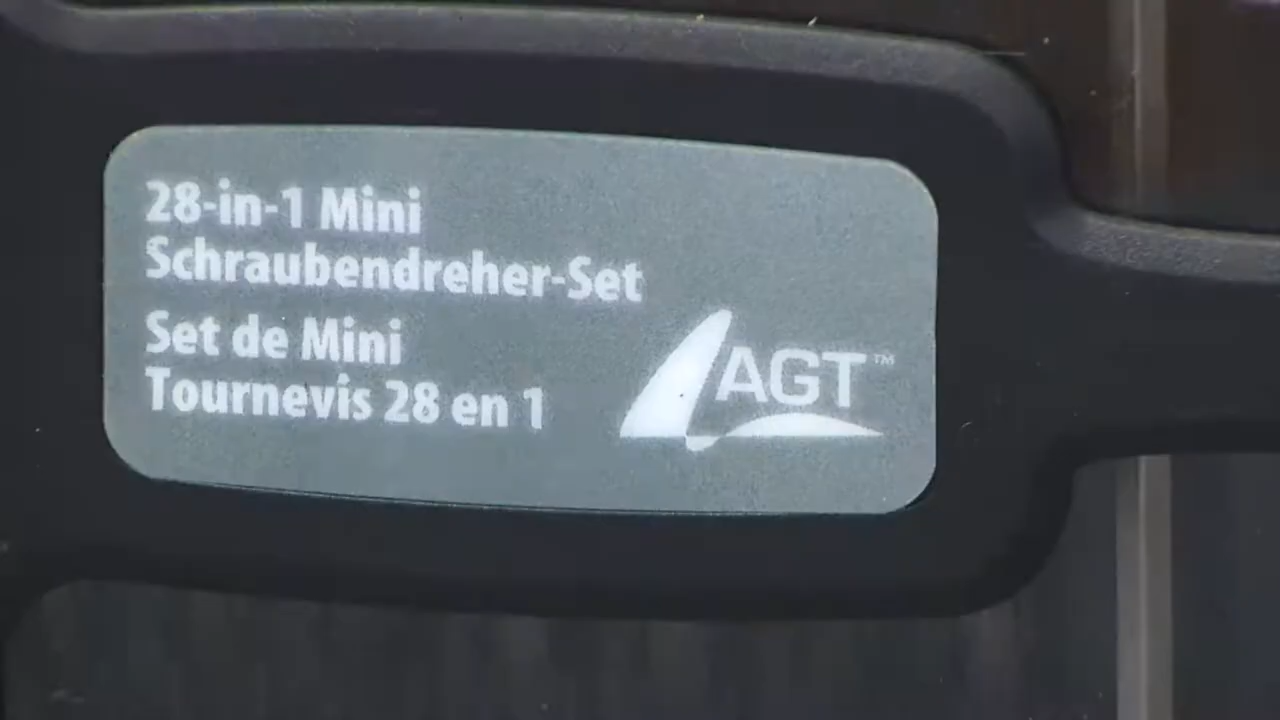 28-in-1 Mini
Schraubendreher-Set
Set de Mini
Tournevis 28 en 1
AGT™